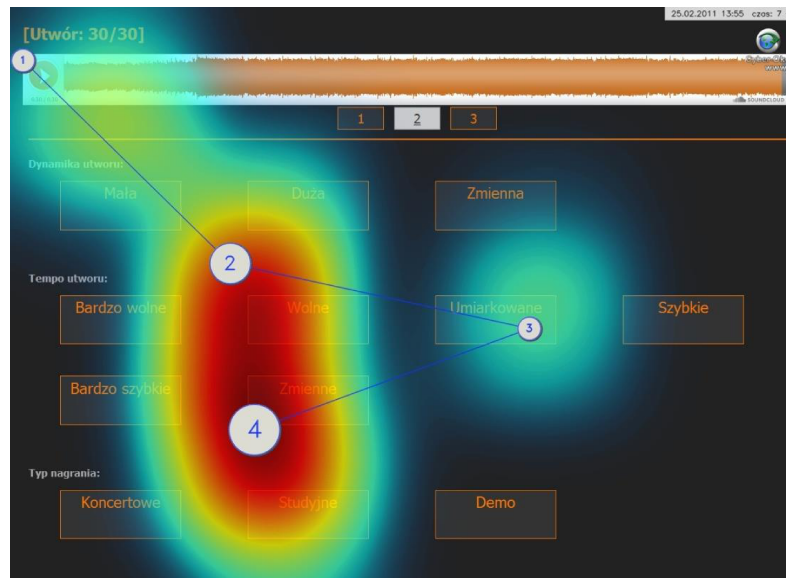 25.02.2011 13:55 czas: 7
[Utwór: 30/30]
1
SOUNDCLOUD
1 2 3
Dynamika utworu:
Mała Duża Zmienna
2
Tempo utworu:
Bardzo wolne Wolne Umiarkowane Szybkie
3
Bardzo szybkie Zmienne
4
Typ nagrania:
Koncertowe Studyjne Demo